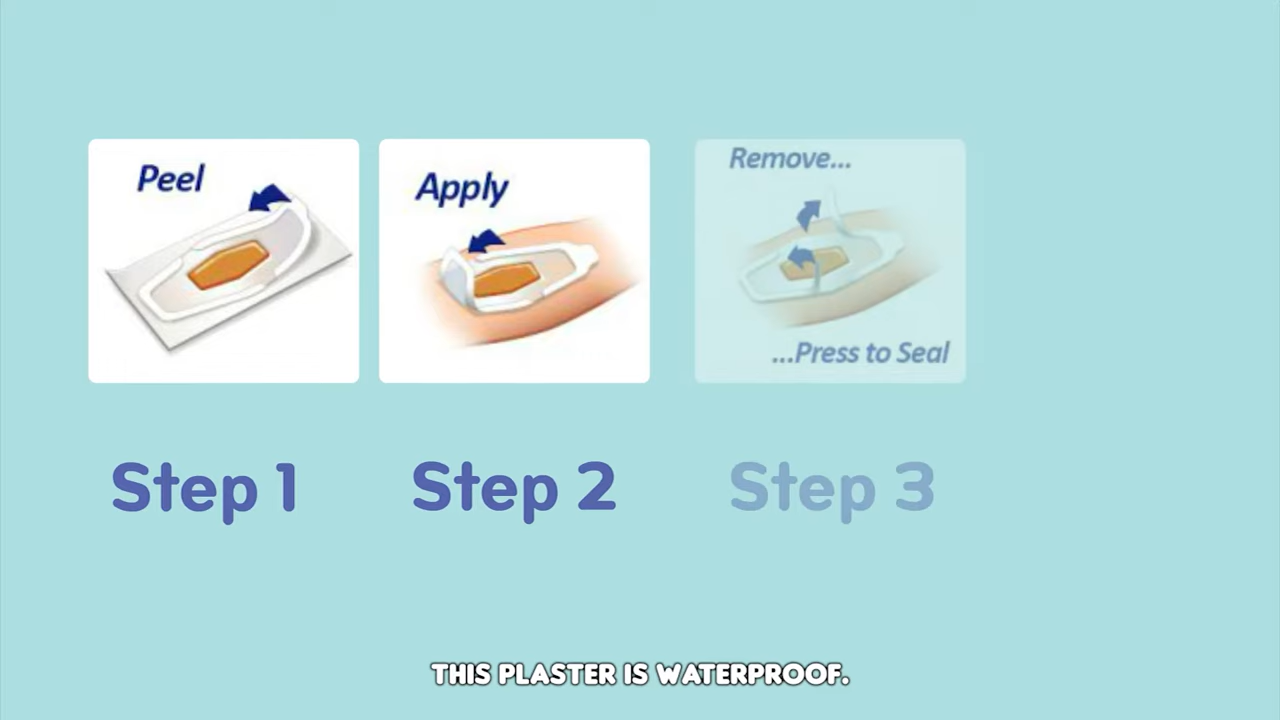 Peel
Apply
Remove...
...Press to Seal
Step 1
Step 2
Step 3
THIS PLASTER IS WATERPROOF.